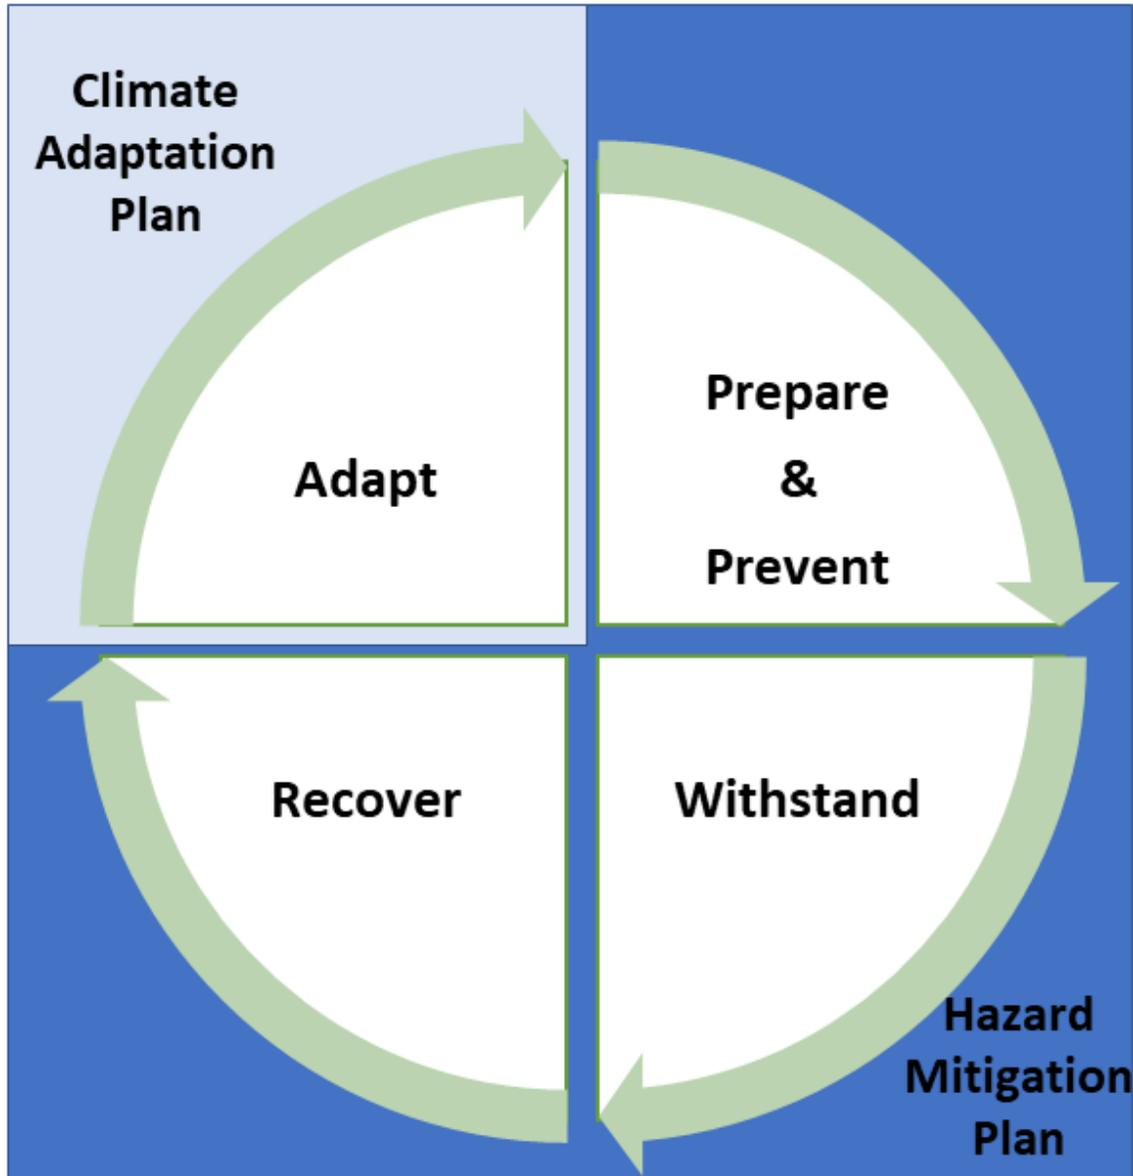 Climate
Adaptation
Plan
Adapt
Prepare
&
Prevent
Recover
Withstand
Hazard
Mitigation
Plan